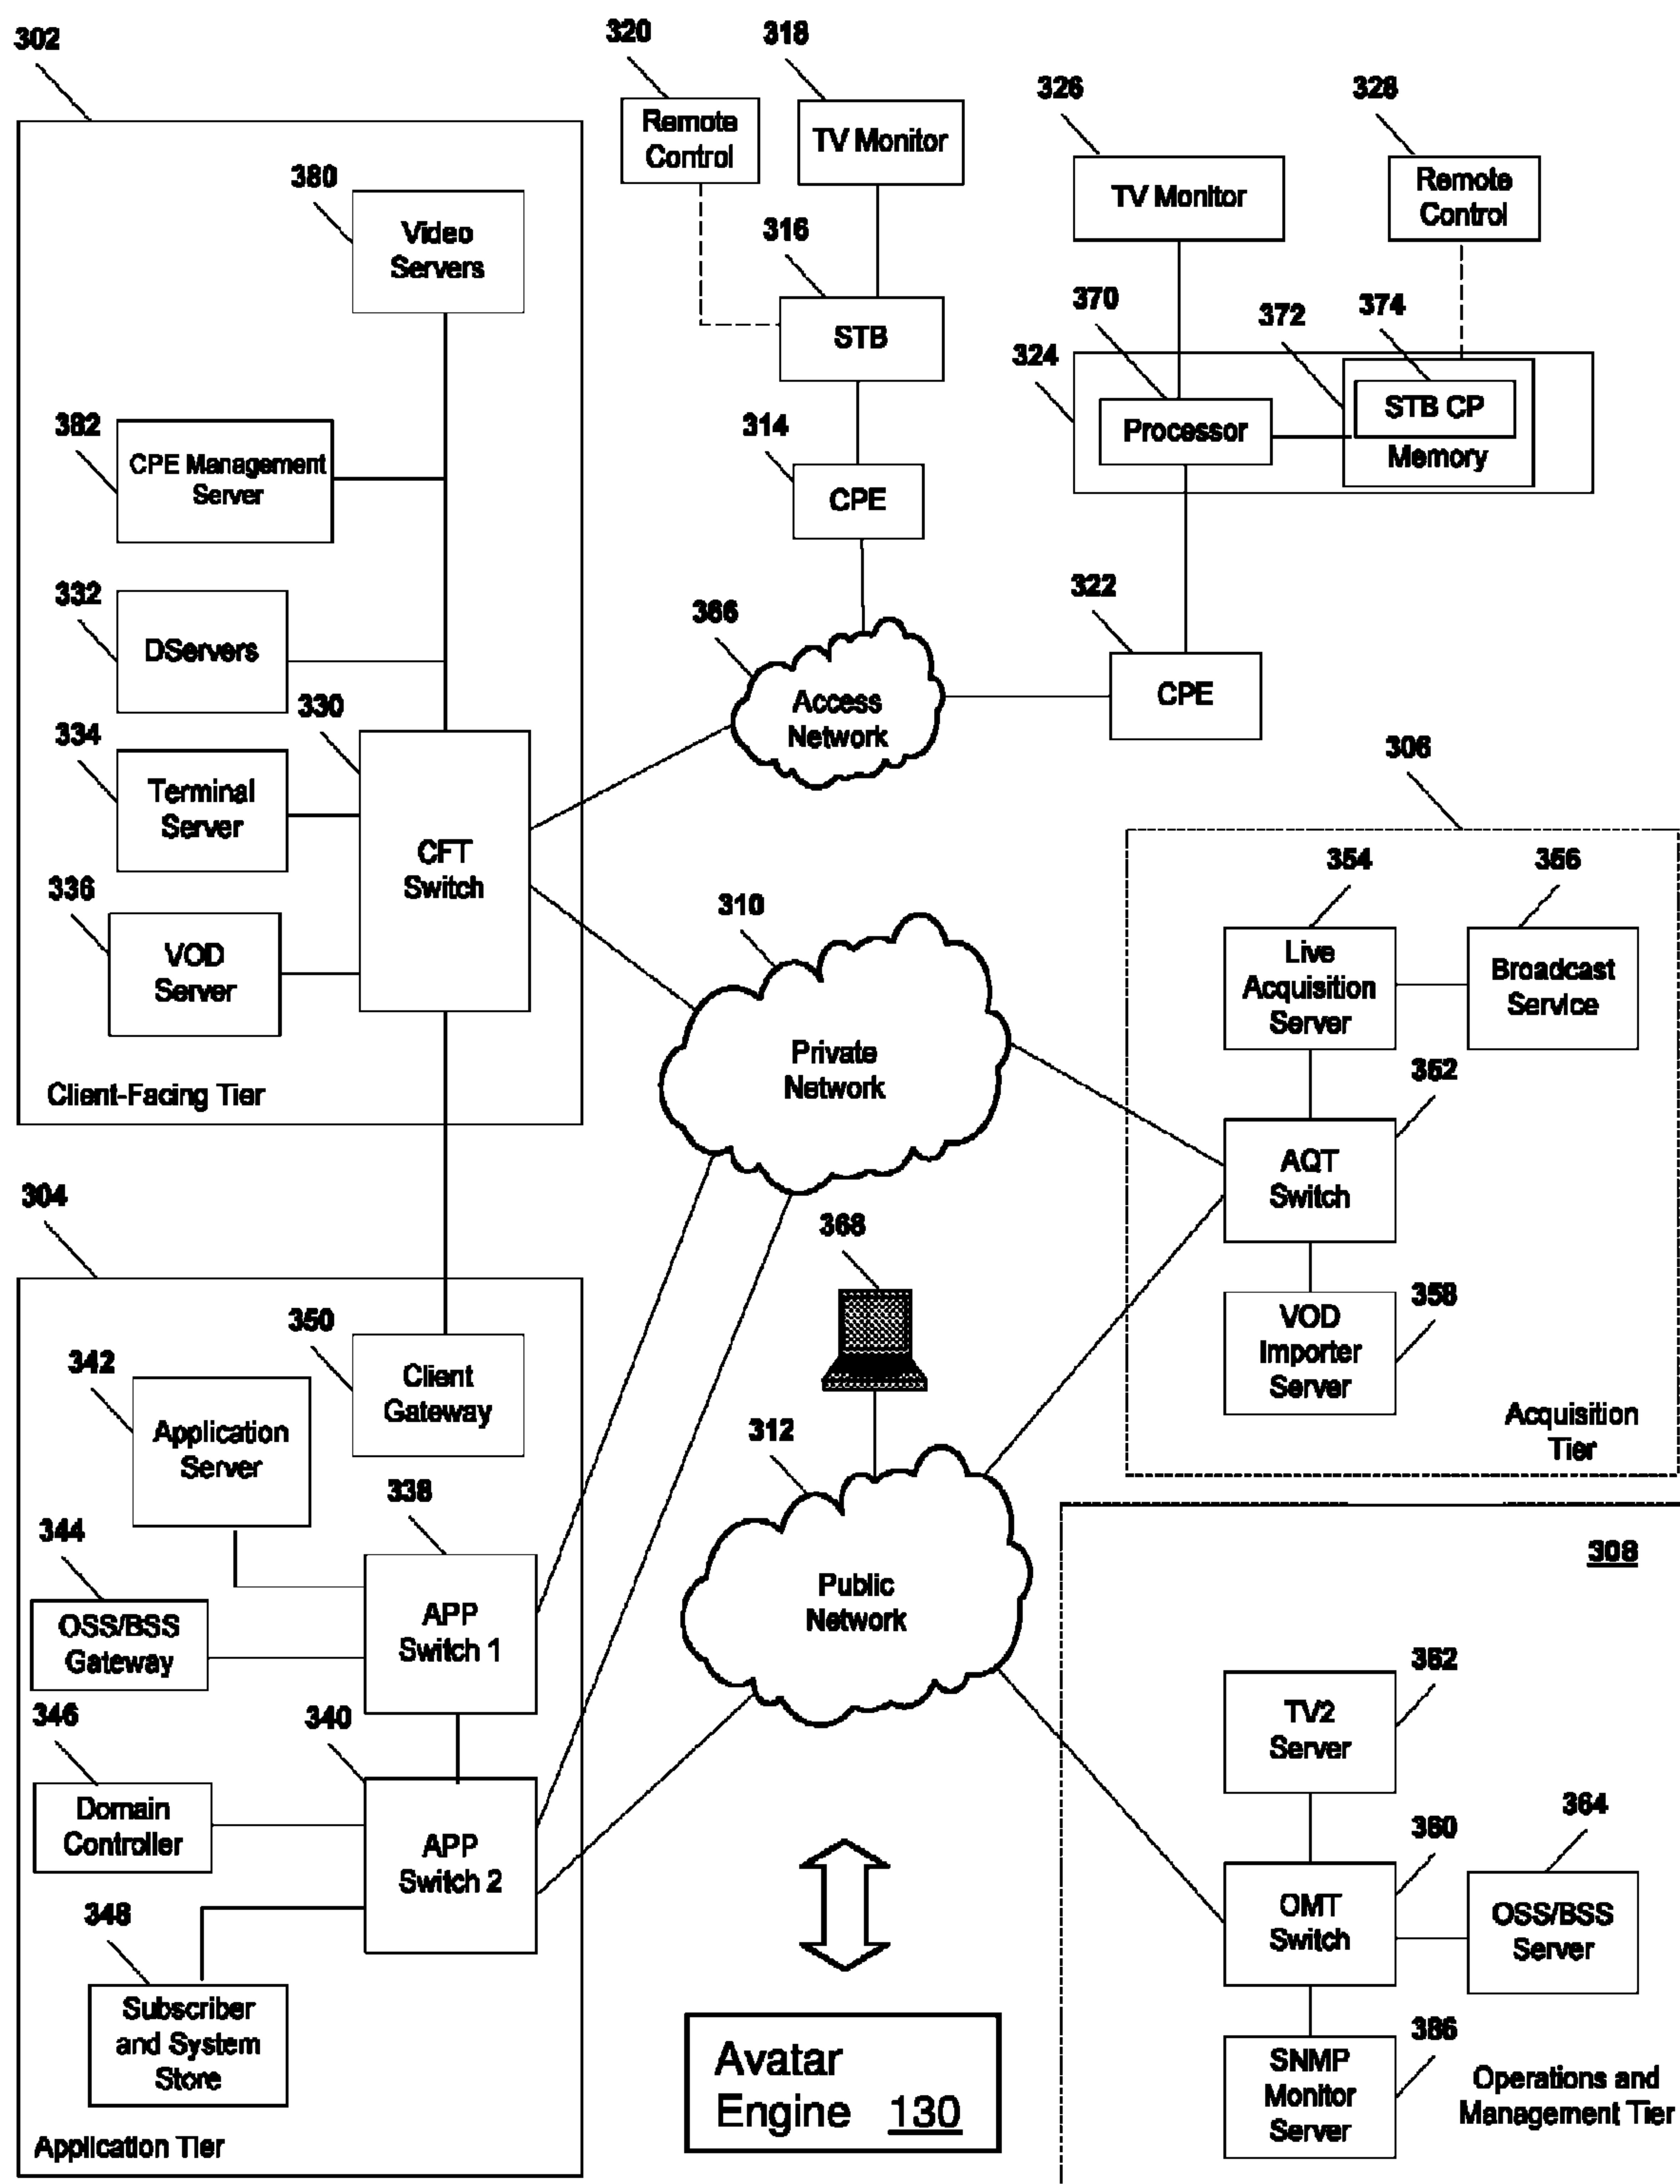 302
320
318
326
328
Remote
Control
TV Monitor
TV Monitor
Remote
Control
380
Video
Servers
316
STB
370
372
374
324
Processor
STB CP
Memory
382
CPE Management
Server
314
CPE
332
DServers
322
CPE
366
Access
Network
330
334
Terminal
Server
CFT
Switch
336
VOD
Server
Client-Facing Tier
306
354
356
Live
Acquisition
Server
Broadcast
Service
310
Private
Network
352
AQT
Switch
358
VOD
Importer
Server
Acquisition
Tier
304
368
350
Client
Gateway
342
Application
Server
312
Public
Network
338
APP
Switch 1
344
OSS/BSS
Gateway
346
Domain
Controller
340
APP
Switch 2
348
Subscriber
and System
Store
Application Tier
308
362
TV2
Server
360
OMT
Switch
364
OSS/BSS
Server
386
SNMP
Monitor
Server
Operations and
Management Tier
Avatar
Engine 130